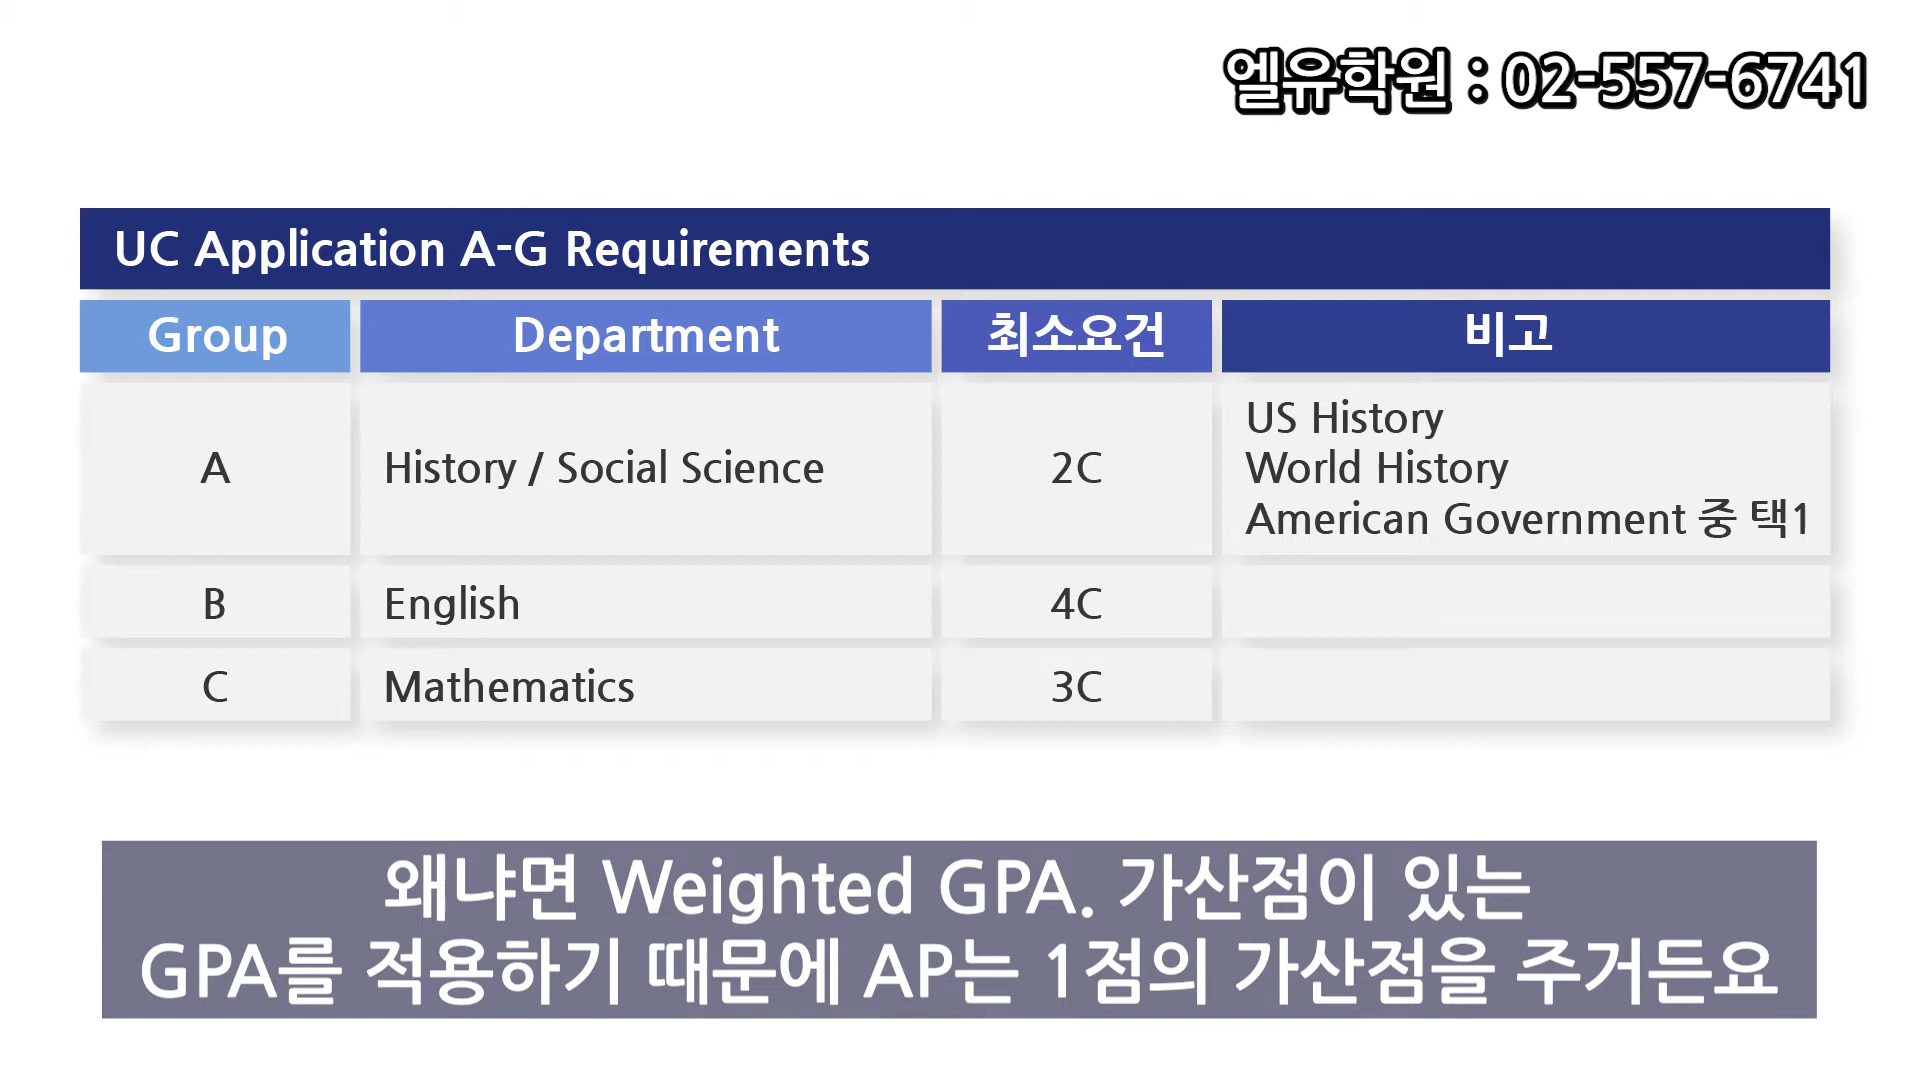 엘유학원 : 02-557-6741
UC Application A-G Requirements
Group Department 최소요건 비고
A History / Social Science 2C US History
World History
American Government 중 택1
B English 4C
C Mathematics 3C
왜냐면 Weighted GPA. 가산점이 있는
GPA를 적용하기 때문에 AP는 1점의 가산점을 주거든요